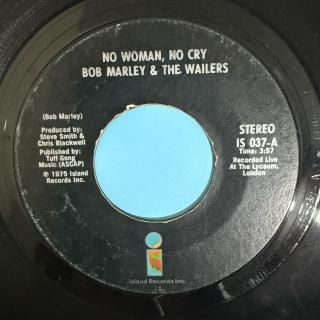 NO WOMAN, NO CRY
BOB MARLEY & THE WAILERS
(Bob Marley)
Produced by:
Steve Smith &
Chris Blackwell
Published by:
Tuff Gong
Music (ASCAP)
℗ 1975 Island
Records Inc.
STEREO
IS 037-A
Time: 3:57
Recorded Live
At The Lyceum,
London
Island Records Inc.